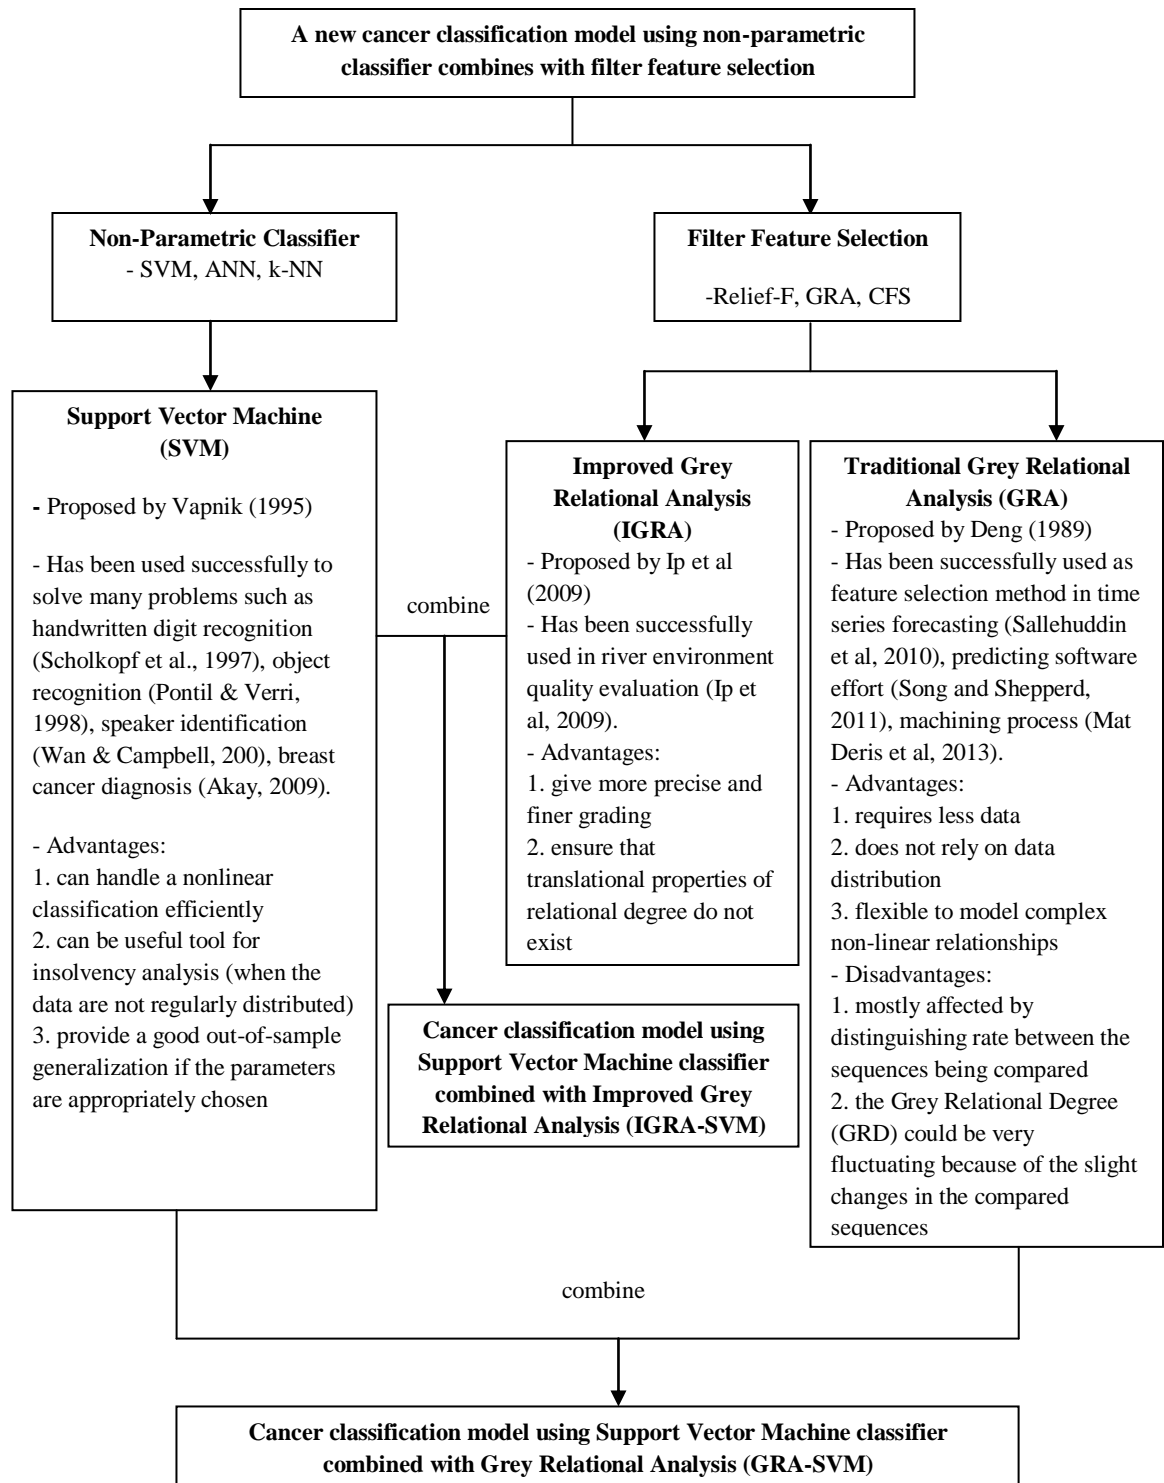 A new cancer classification model using non-parametric
classifier combines with filter feature selection
Non-Parametric Classifier
- SVM, ANN, k-NN
Filter Feature Selection
-Relief-F, GRA, CFS
Support Vector Machine
(SVM)
- Proposed by Vapnik (1995)
- Has been used successfully to
solve many problems such as
handwritten digit recognition
(Scholkopf et al., 1997), object
recognition (Pontil & Verri,
1998), speaker identification
(Wan & Campbell, 200), breast
cancer diagnosis (Akay, 2009).
- Advantages:
1. can handle a nonlinear
classification efficiently
2. can be useful tool for
insolvency analysis (when the
data are not regularly distributed)
3. provide a good out-of-sample
generalization if the parameters
are appropriately chosen
combine
Improved Grey
Relational Analysis
(IGRA)
- Proposed by Ip et al
(2009)
- Has been successfully
used in river environment
quality evaluation (Ip et
al, 2009).
- Advantages:
1. give more precise and
finer grading
2. ensure that
translational properties of
relational degree do not
exist
Traditional Grey Relational
Analysis (GRA)
- Proposed by Deng (1989)
- Has been successfully used as
feature selection method in time
series forecasting (Sallehuddin
et al, 2010), predicting software
effort (Song and Shepperd,
2011), machining process (Mat
Deris et al, 2013).
- Advantages:
1. requires less data
2. does not rely on data
distribution
3. flexible to model complex
non-linear relationships
- Disadvantages:
1. mostly affected by
distinguishing rate between the
sequences being compared
2. the Grey Relational Degree
(GRD) could be very
fluctuating because of the slight
changes in the compared
sequences
Cancer classification model using
Support Vector Machine classifier
combined with Improved Grey
Relational Analysis (IGRA-SVM)
combine
Cancer classification model using Support Vector Machine classifier
combined with Grey Relational Analysis (GRA-SVM)